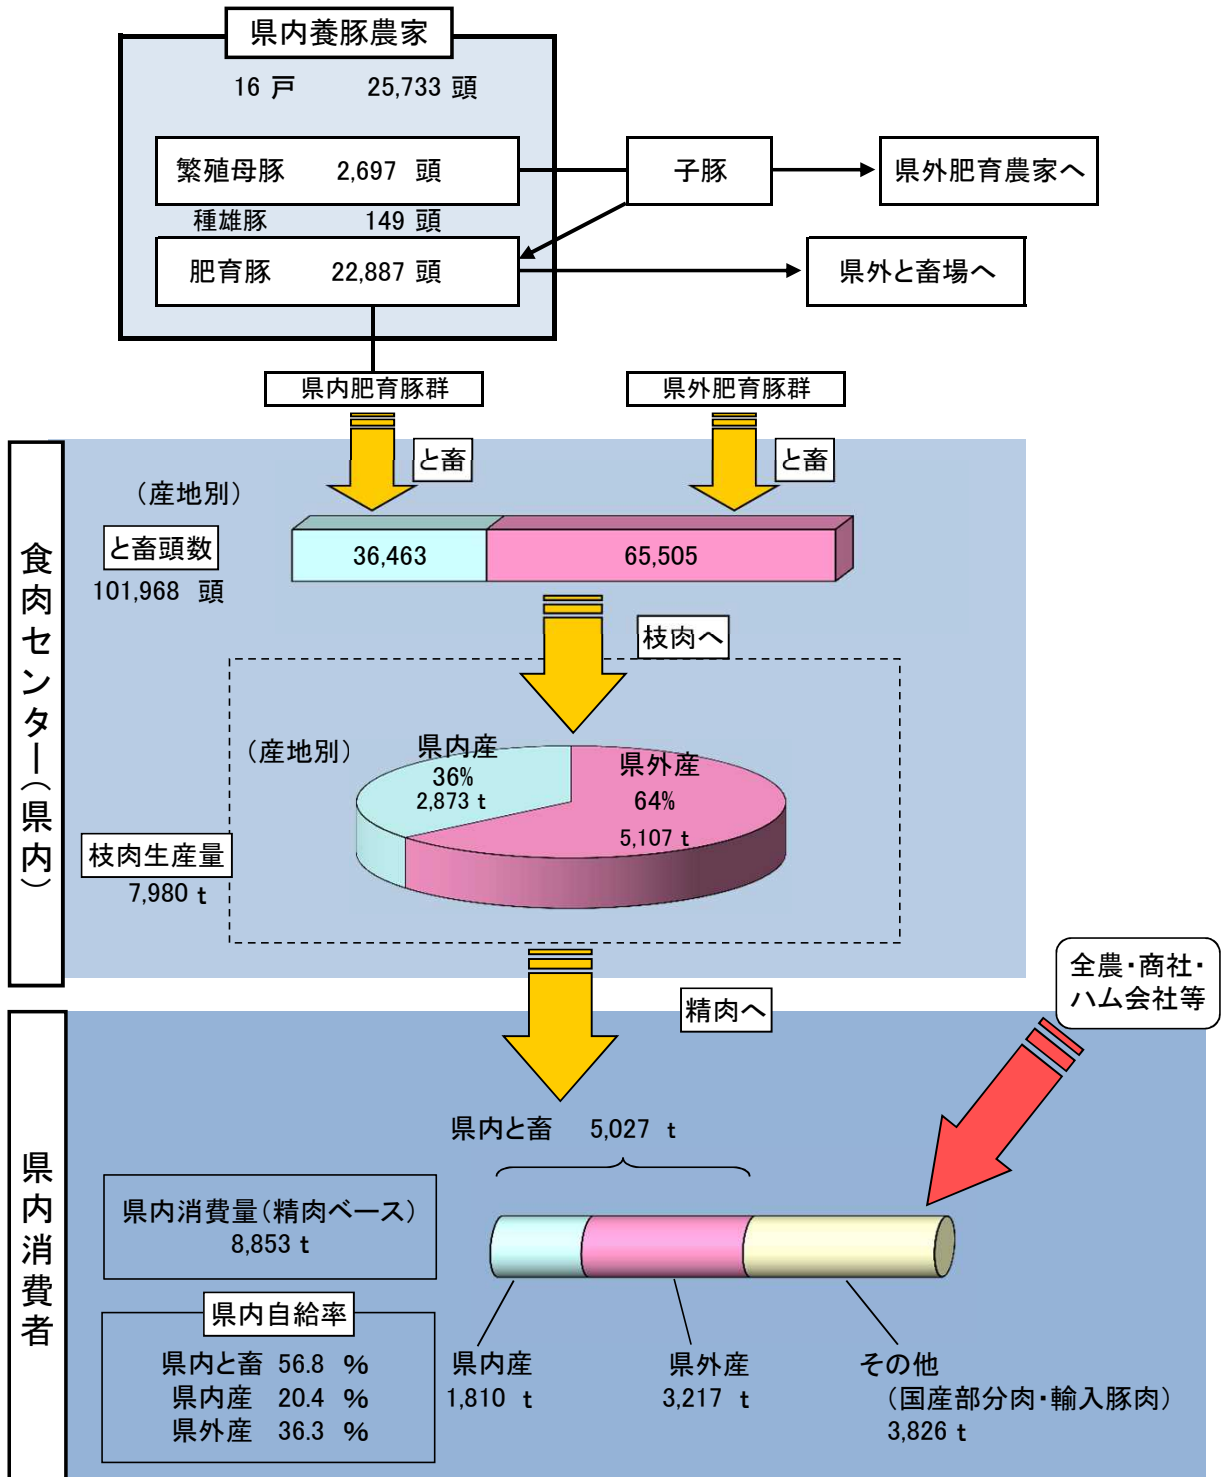 県内養豚農家
16 戸 25,733 頭
繁殖母豚 2,697 頭
子豚
県外肥育農家へ
種雄豚 149 頭
肥育豚 22,887 頭
県外と畜場へ
県内肥育豚群
県外肥育豚群
と畜
と畜
食肉センター(県内)
(産地別)
と畜頭数
101,968 頭
36,463
65,505
枝肉へ
(産地別)
県内産
36%
2,873 t
県外産
64%
5,107 t
枝肉生産量
7,980 t
全農・商社・
ハム会社等
精肉へ
県内消費者
県内と畜 5,027 t
県内消費量(精肉ベース)
8,853 t
県内自給率
県内と畜 56.8 %
県内産 20.4 %
県外産 36.3 %
県内産
1,810 t
県外産
3,217 t
その他
(国産部分肉・輸入豚肉)
3,826 t